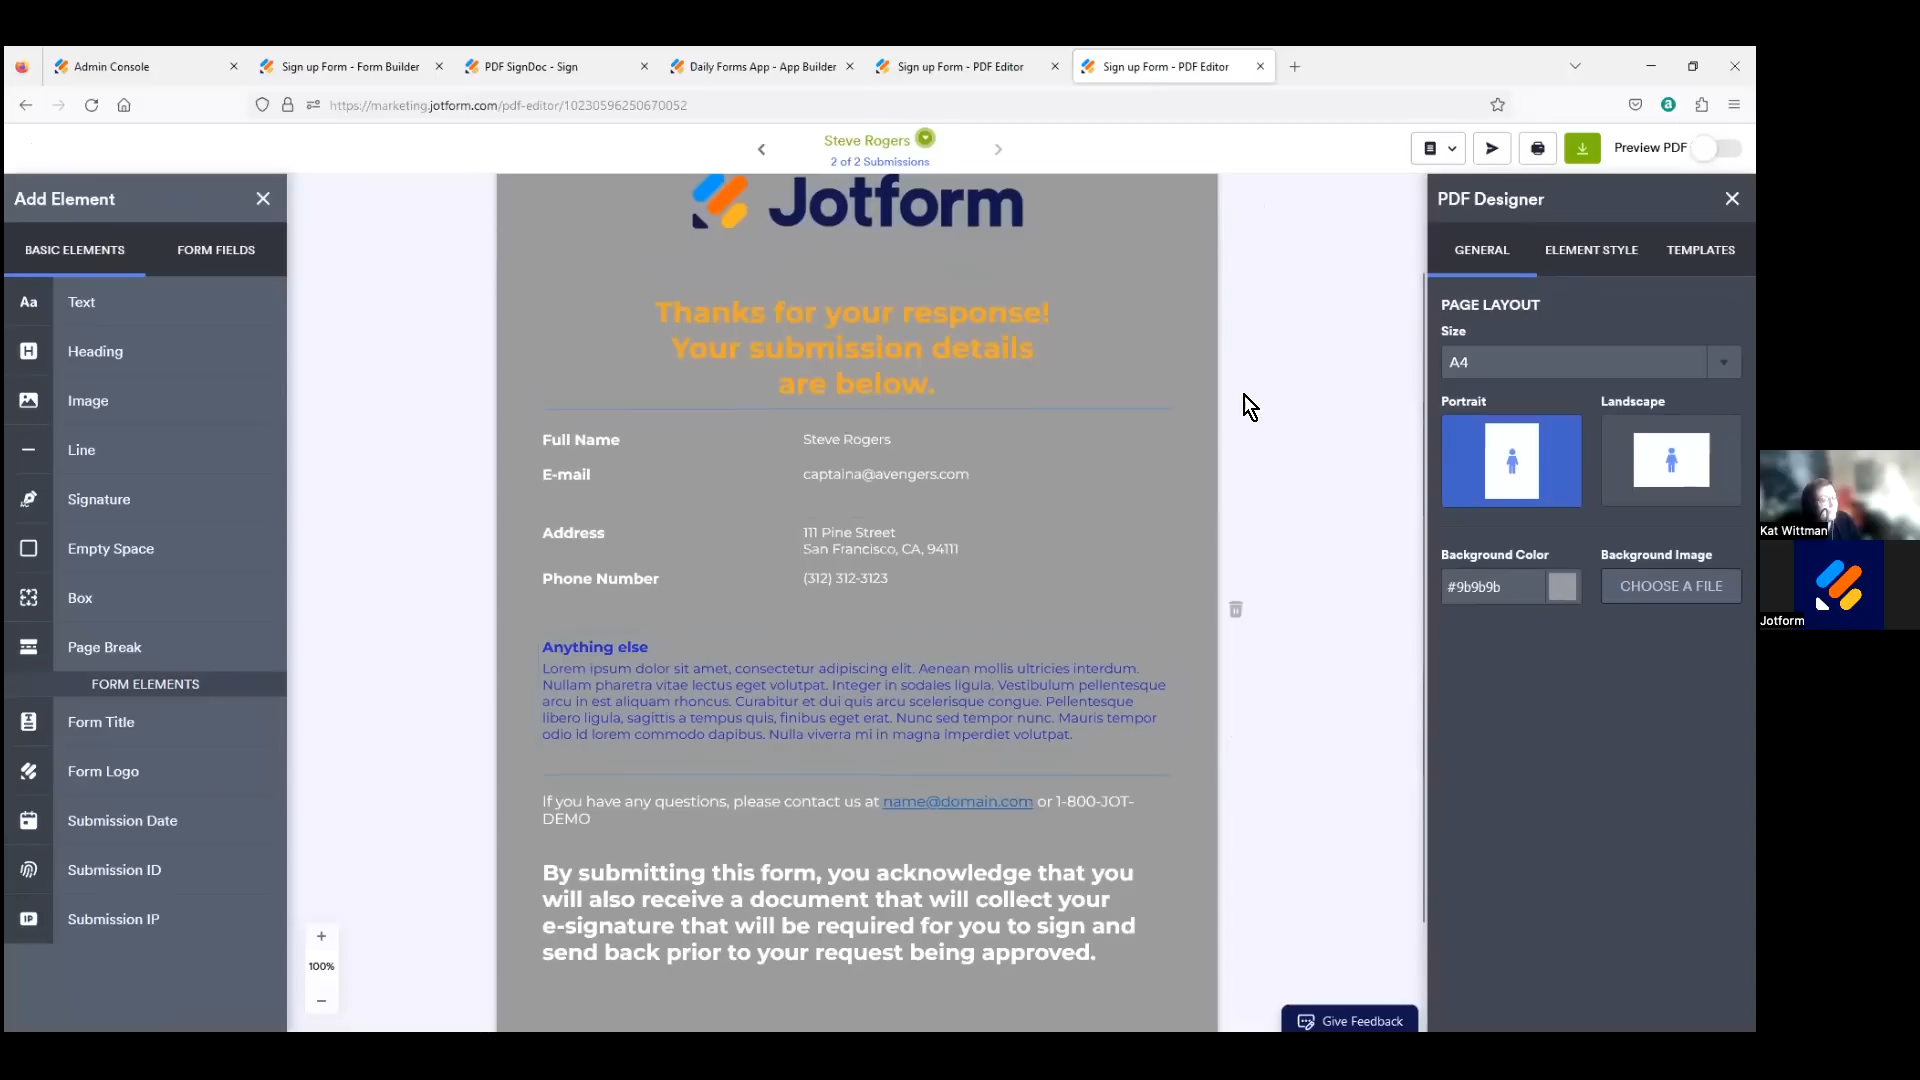 Admin Console
Sign up Form - Form Builder
PDF SignDoc - Sign
Daily Forms App - App Builder
Sign up Form - PDF Editor
Sign up Form - PDF Editor
https://marketing.jotform.com/pdf-editor/10230596250670052
Steve Rogers
2 of 2 Submissions
Preview PDF
Add Element
BASIC ELEMENTS
FORM FIELDS
Aa Text
H Heading
Image
Line
Signature
Empty Space
Box
Page Break
FORM ELEMENTS
Form Title
Form Logo
Submission Date
Submission ID
IP Submission IP
+
100%
−
Jotform
Thanks for your response!
Your submission details
are below.
Full Name Steve Rogers
E-mail captaina@avengers.com
Address 111 Pine Street
San Francisco, CA, 94111
Phone Number (312) 312-3123
Anything else
Lorem ipsum dolor sit amet, consectetur adipiscing elit. Aenean mollis ultricies interdum.
Nullam pharetra vitae lectus eget volutpat. Integer in sodales ligula. Vestibulum pellentesque
arcu in est aliquam rhoncus. Curabitur et dui quis arcu scelerisque congue. Pellentesque
libero ligula, sagittis a tempus quis, finibus eget erat. Nunc sed tempor nunc. Mauris tempor
odio id lorem commodo dapibus. Nulla viverra mi in magna imperdiet volutpat.
If you have any questions, please contact us at name@domain.com or 1-800-JOT-
DEMO
By submitting this form, you acknowledge that you
will also receive a document that will collect your
e-signature that will be required for you to sign and
send back prior to your request being approved.
Give Feedback
PDF Designer
GENERAL
ELEMENT STYLE
TEMPLATES
PAGE LAYOUT
Size
A4
Portrait
Landscape
Background Color
Background Image
#9b9b9b
CHOOSE A FILE
Kat Wittman
Jotform